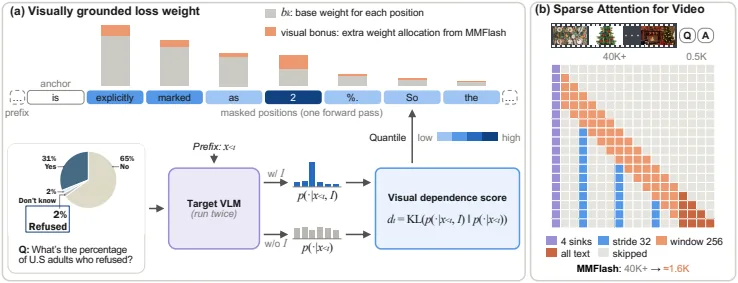 (a) Visually grounded loss weight
bₖ: base weight for each position
visual bonus: extra weight allocation from MMFlash
anchor
... is explicitly marked as 2 %. So the ...
prefix
masked positions (one forward pass)
Quantile low high
31%
Yes
65%
No
2%
Don't know
2%
Refused
Q: What's the percentage
of U.S adults who refused?
Prefix: x<t
Target VLM
(run twice)
w/ I
p(·|x<t, I)
w/o I
p(·|x<t)
Visual dependence score
dₜ = KL(p(·|x<t, I) ∥ p(·|x<t))
(b) Sparse Attention for Video
... Q A
40K+ 0.5K
4 sinks stride 32 window 256
all text skipped
MMFlash: 40K+ → ≈1.6K